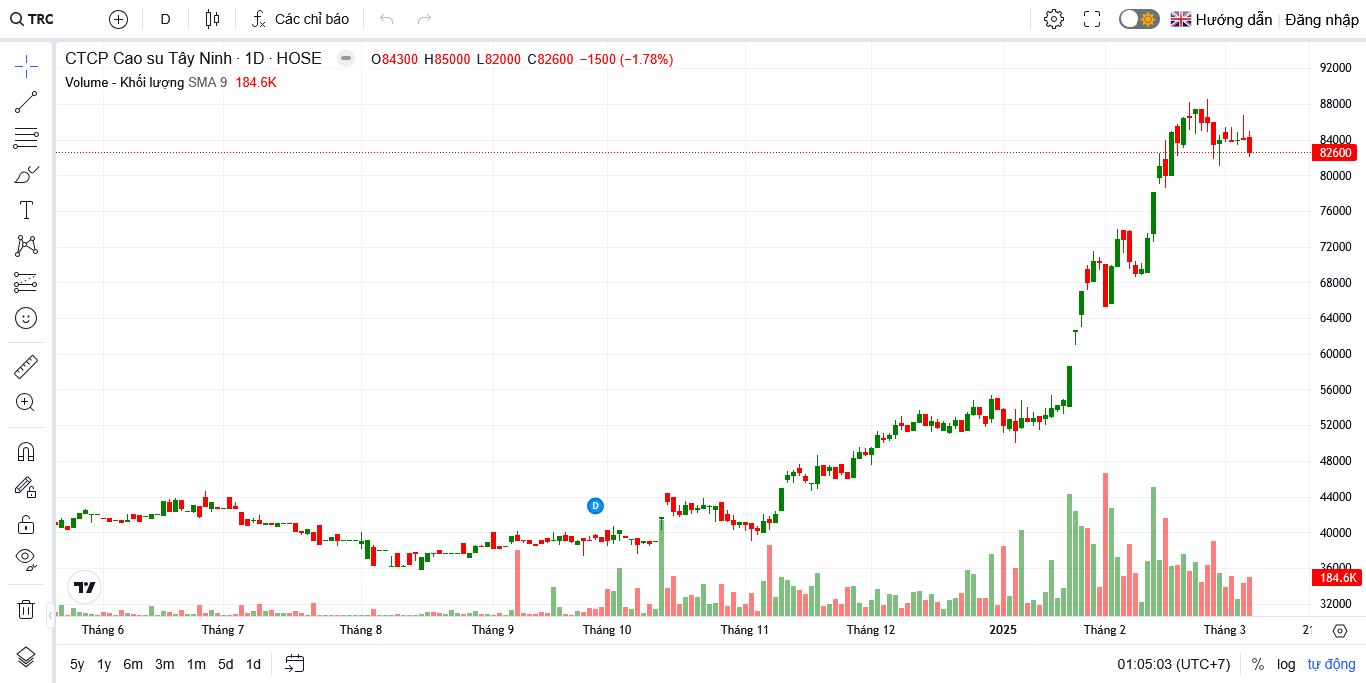 TRC D Các chỉ báo Hướng dẫn Đăng nhập
CTCP Cao su Tây Ninh · 1D · HOSE O84300 H85000 L82000 C82600 −1500 (−1.78%)
Volume - Khối lượng SMA 9 184.6K
92000
88000
84000
82600
80000
76000
72000
68000
64000
60000
56000
52000
48000
44000
D
40000
36000
184.6K
32000
Tháng 6 Tháng 7 Tháng 8 Tháng 9 Tháng 10 Tháng 11 Tháng 12 2025 Tháng 2 Tháng 3 21
5y 1y 6m 3m 1m 5d 1d 01:05:03 (UTC+7) % log tự động